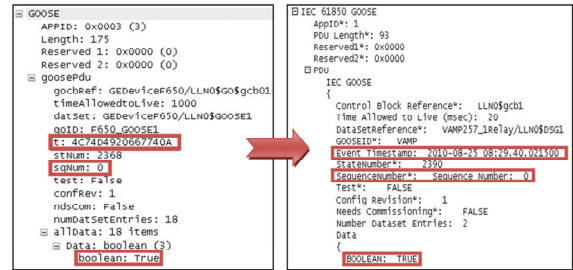 GOOSE
APPID: 0x0003 (3)
Length: 175
Reserved 1: 0x0000 (0)
Reserved 2: 0x0000 (0)
goosePdu
gocbRef: GEDeviceF650/LLN0$GO$gcb01
timeAllowedtoLive: 1000
datSet: GEDeviceF650/LLN0$GOOSE1
goID: F650_GOOSE1
t: 4C74D4920667740A
stNum: 2368
sqNum: 0
test: False
confRev: 1
ndsCom: False
numDatSetEntries: 18
allData: 18 items
Data: boolean (3)
boolean: True
IEC 61850 GOOSE
AppID*: 1
PDU Length*: 93
Reserved1*: 0x0000
Reserved2*: 0x0000
PDU
IEC GOOSE
{
Control Block Reference*: LLN0$gcb1
Time Allowed to Live (msec): 20
DataSetReference*: VAMP257_1Relay/LLN0$DSG1
GOOSEID*: VAMP
Event Timestamp: 2010-08-25 08:29.40.021500
StateNumber*: 2390
SequenceNumber*: Sequence Number: 0
Test*: FALSE
Config Revision*: 1
Needs Commissioning*: FALSE
Number Dataset Entries: 2
Data
{
BOOLEAN: TRUE